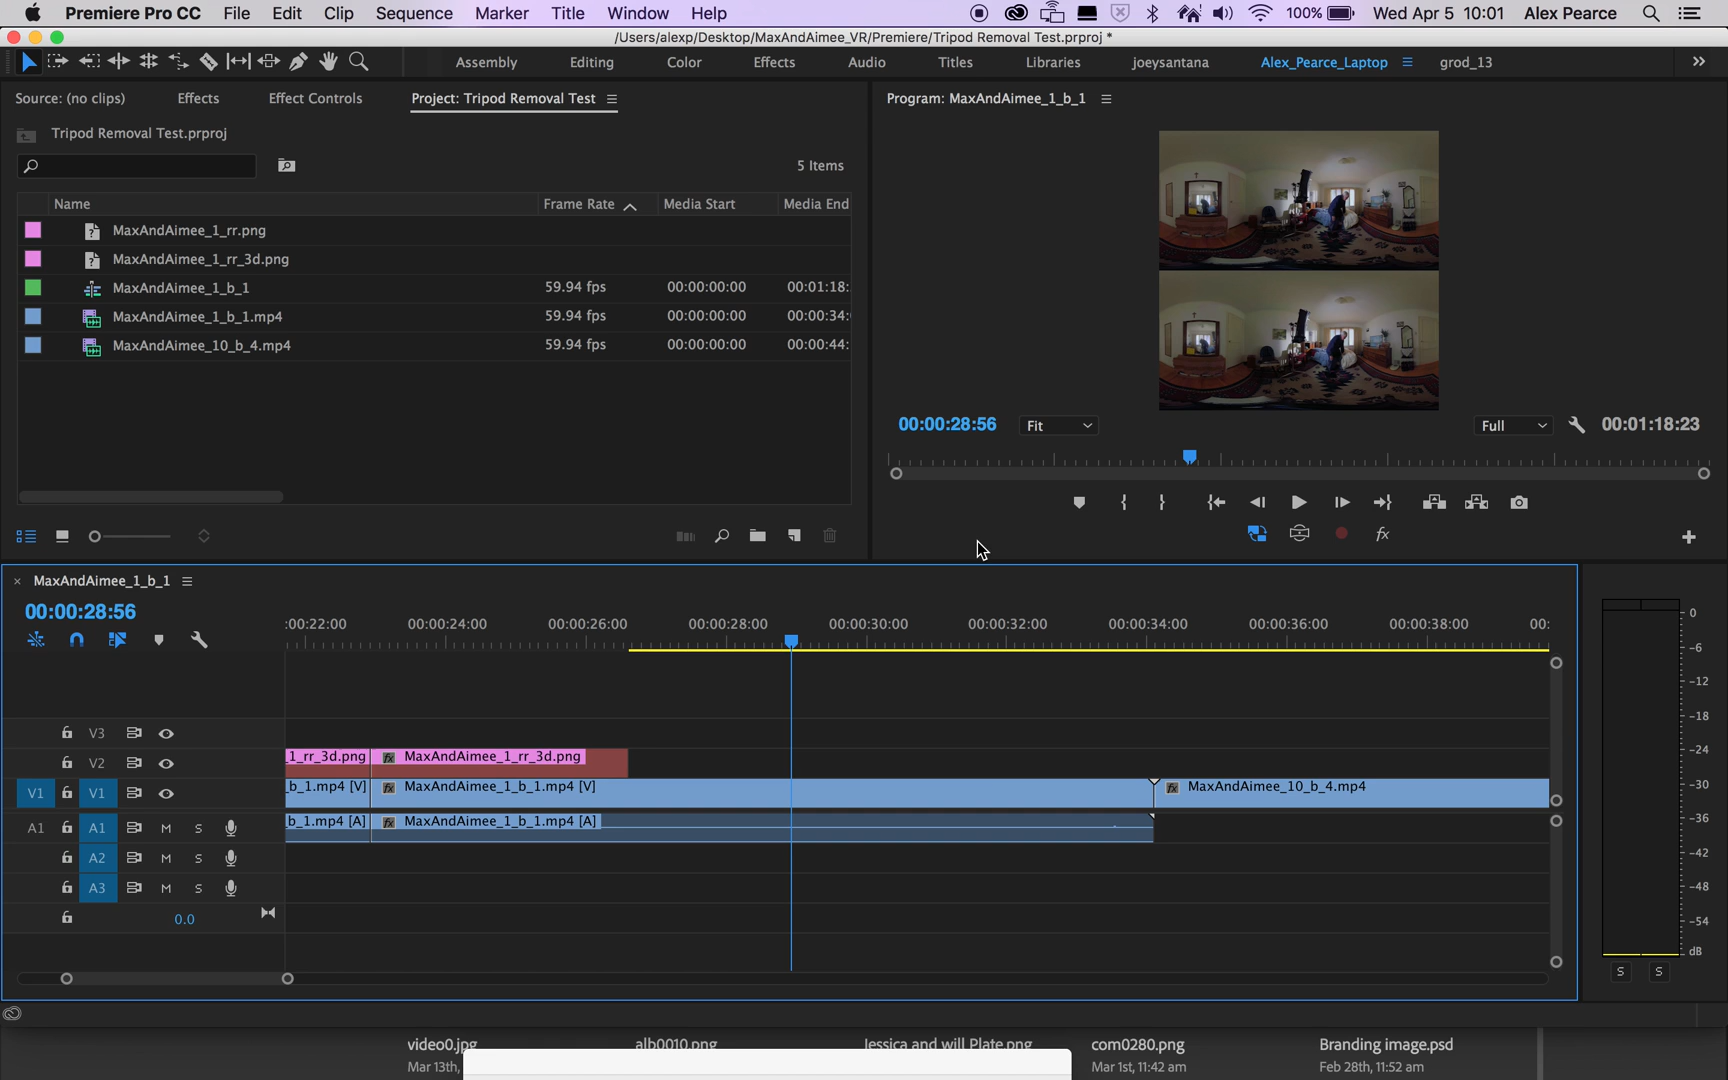 Premiere Pro CC File Edit Clip Sequence Marker Title Window Help 100% Wed Apr 5 10:01 Alex Pearce
/Users/alexp/Desktop/MaxAndAimee_VR/Premiere/Tripod Removal Test.prproj *
Assembly Editing Color Effects Audio Titles Libraries joeysantana Alex_Pearce_Laptop grod_13
Source: (no clips) Effects Effect Controls Project: Tripod Removal Test
Program: MaxAndAimee_1_b_1
Tripod Removal Test.prproj
5 Items
Name Frame Rate Media Start Media End
MaxAndAimee_1_rr.png
MaxAndAimee_1_rr_3d.png
MaxAndAimee_1_b_1 59.94 fps 00:00:00:00 00:01:18:
MaxAndAimee_1_b_1.mp4 59.94 fps 00:00:00:00 00:00:34:
MaxAndAimee_10_b_4.mp4 59.94 fps 00:00:00:00 00:00:44:
00:00:28:56 Fit Full 00:01:18:23
× MaxAndAimee_1_b_1
00:00:28:56
:00:22:00 00:00:24:00 00:00:26:00 00:00:28:00 00:00:30:00 00:00:32:00 00:00:34:00 00:00:36:00 00:00:38:00 00:
V3
V2 1_rr_3d.png fx MaxAndAimee_1_rr_3d.png
V1 V1 _b_1.mp4 [V] fx MaxAndAimee_1_b_1.mp4 [V] fx MaxAndAimee_10_b_4.mp4
A1 A1 M S b_1.mp4 [A] fx MaxAndAimee_1_b_1.mp4 [A]
A2 M S
A3 M S
0.0
0
-6
-12
-18
-24
-30
-36
-42
-48
-54
dB
S S
video0.jpg alb0010.png Jessica and will Plate.png com0280.png Branding image.psd
Mar 13th, Mar 1st, 11:42 am Feb 28th, 11:52 am